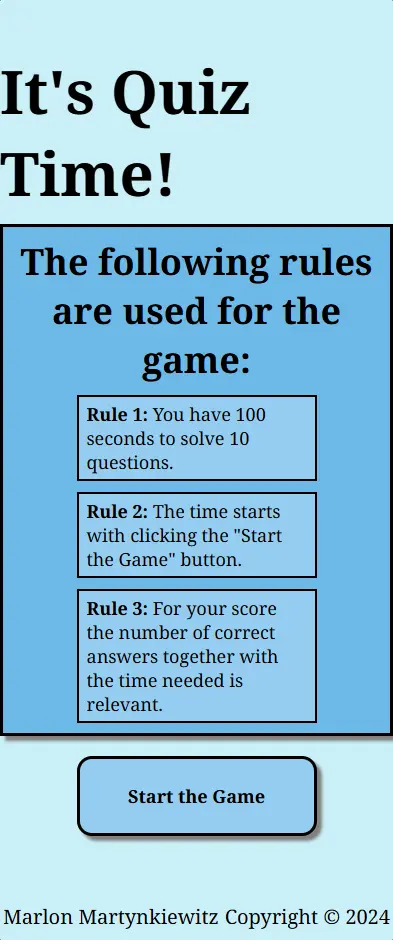 It's Quiz
Time!
The following rules
are used for the
game:
Rule 1: You have 100
seconds to solve 10
questions.
Rule 2: The time starts
with clicking the "Start
the Game" button.
Rule 3: For your score
the number of correct
answers together with
the time needed is
relevant.
Start the Game
Marlon Martynkiewitz Copyright © 2024